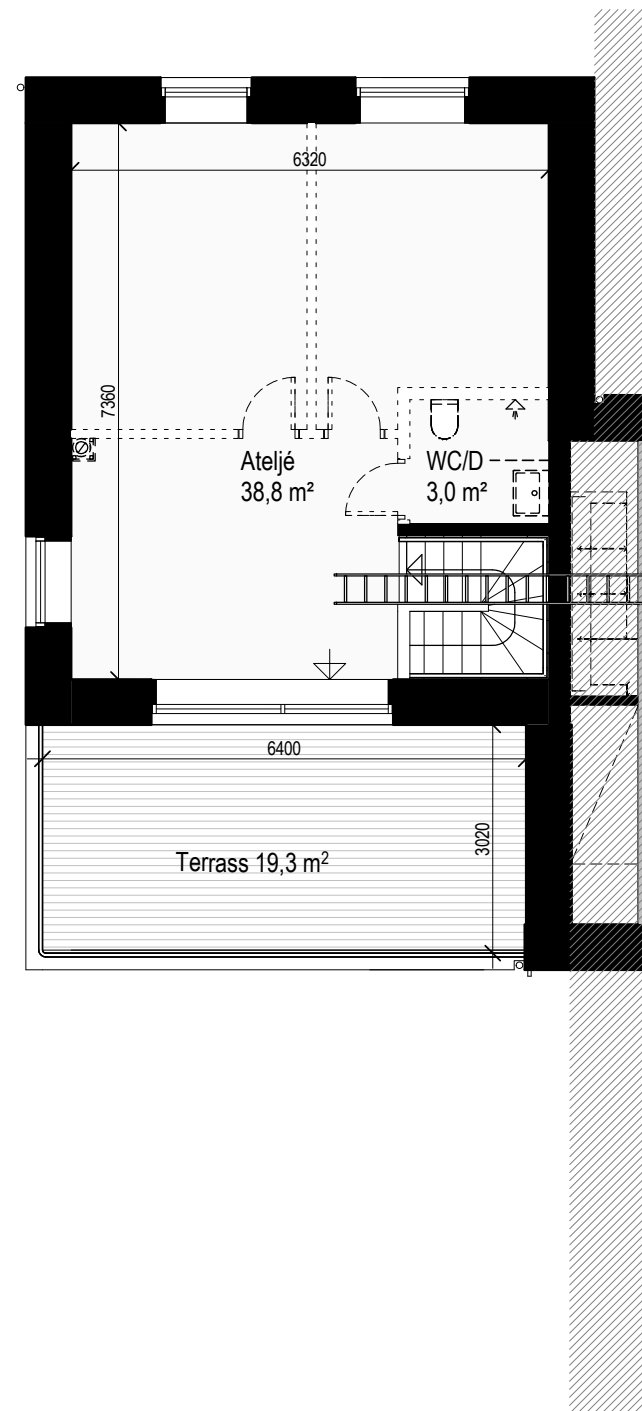 6320
7360
Ateljé
38,8 m²
WC/D
3,0 m²
6400
3020
Terrass 19,3 m²